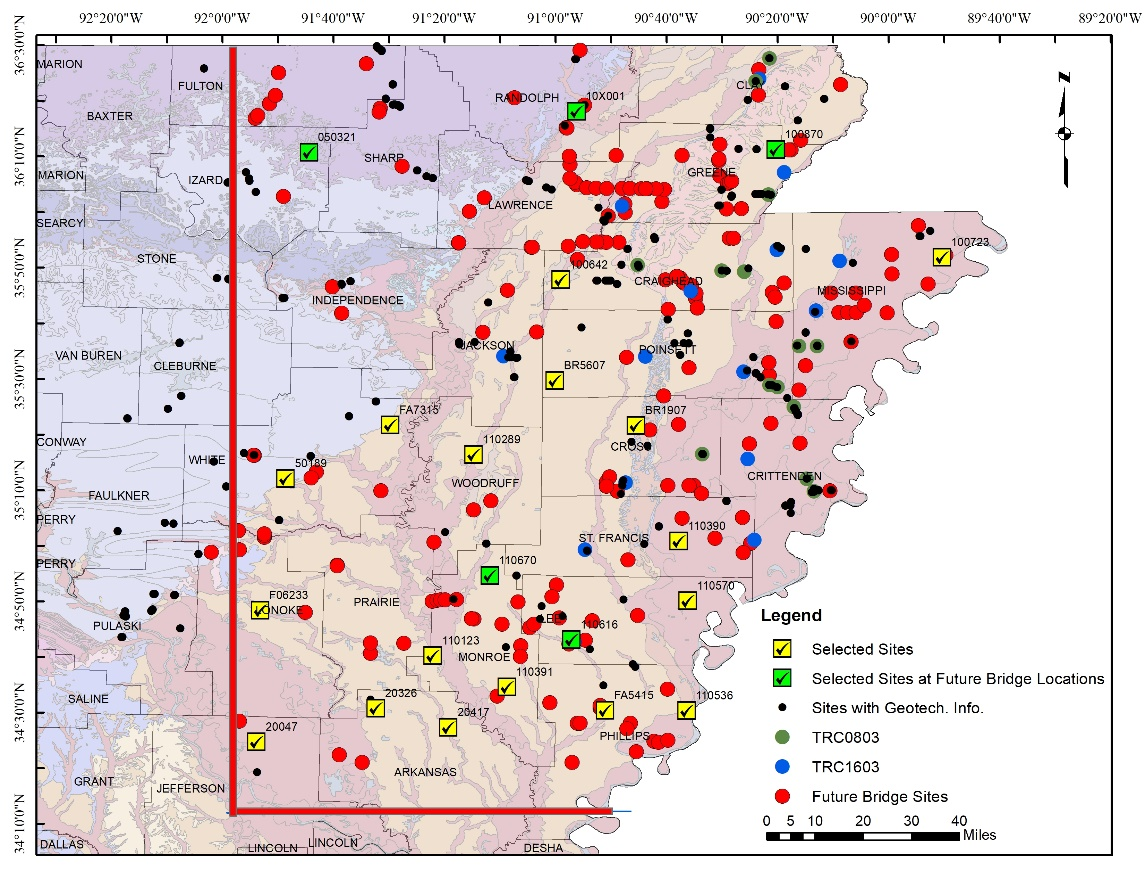 92°20'0"W 92°0'0"W 91°40'0"W 91°20'0"W 91°0'0"W 90°40'0"W 90°20'0"W 90°0'0"W 89°40'0"W 89°20'0"W
36°30'0"N
36°10'0"N
35°50'0"N
35°30'0"N
35°10'0"N
34°50'0"N
34°30'0"N
34°10'0"N
MARION
FULTON
RANDOLPH
10X001
CLAY
BAXTER
050321
SHARP
100870
MARION
IZARD
GREENE
LAWRENCE
SEARCY
STONE
100723
100642
CRAIGHEAD
INDEPENDENCE
MISSISSIPPI
JACKSON
POINSETT
VAN BUREN
CLEBURNE
BR5607
FA7315
BR1907
CONWAY
110289
CROSS
WHITE
50189
WOODRUFF
CRITTENDEN
FAULKNER
PERRY
110390
ST. FRANCIS
PERRY
110670
110570
F06233
LONOKE
PRAIRIE
LEE
PULASKI
110616
110123
MONROE
110391
SALINE
20326
FA5415
110536
20417
20047
PHILLIPS
ARKANSAS
GRANT
JEFFERSON
DALLAS
LINCOLN
LINCOLN
DESHA
N
Legend
Selected Sites
Selected Sites at Future Bridge Locations
Sites with Geotech. Info.
TRC0803
TRC1603
Future Bridge Sites
0 5 10 20 30 40
Miles